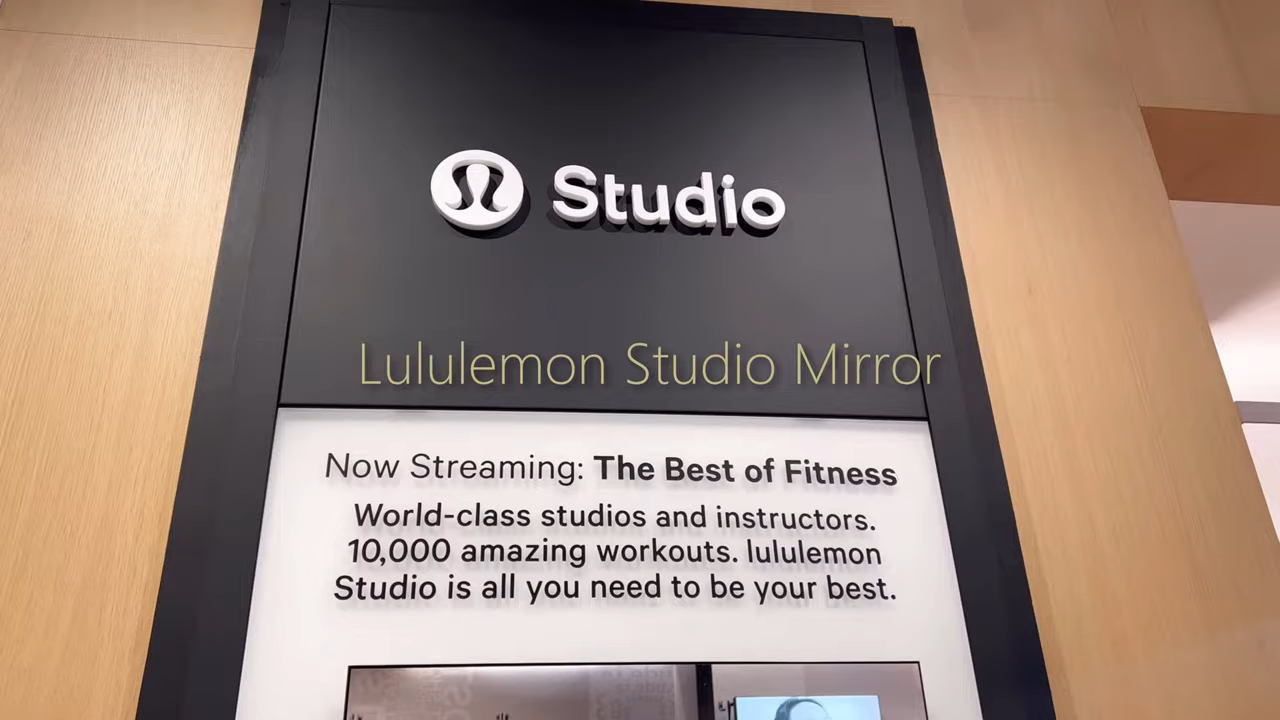 Studio
Lululemon Studio Mirror
Now Streaming: The Best of Fitness
World-class studios and instructors.
10,000 amazing workouts. lululemon
Studio is all you need to be your best.